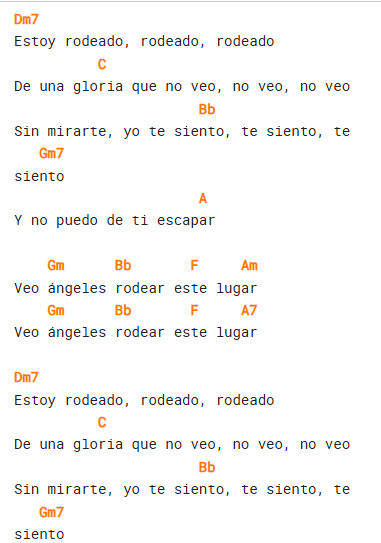 Dm7
Estoy rodeado, rodeado, rodeado
C
De una gloria que no veo, no veo, no veo
Bb
Sin mirarte, yo te siento, te siento, te
Gm7
siento
A
Y no puedo de ti escapar
Gm Bb F Am
Veo ángeles rodear este lugar
Gm Bb F A7
Veo ángeles rodear este lugar
Dm7
Estoy rodeado, rodeado, rodeado
C
De una gloria que no veo, no veo, no veo
Bb
Sin mirarte, yo te siento, te siento, te
Gm7
siento